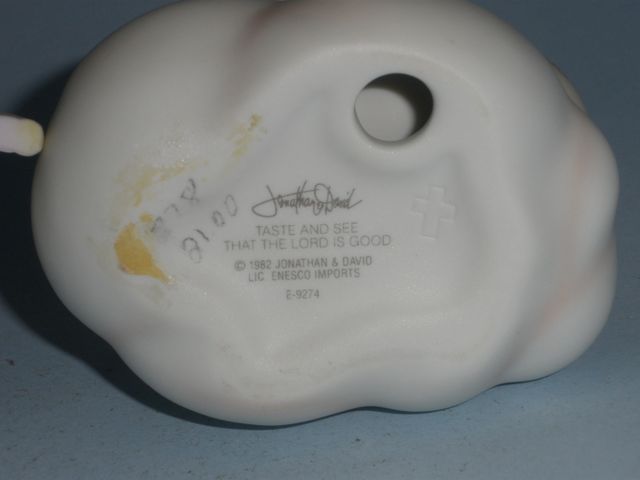 Jonathan & David
TASTE AND SEE
THAT THE LORD IS GOOD
© 1982 JONATHAN & DAVID
LIC. ENESCO IMPORTS
E-9274